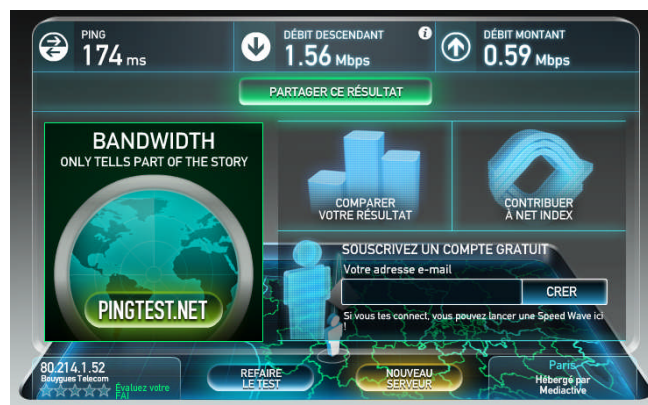 PING
174 ms
DÉBIT DESCENDANT
1.56 Mbps
i
DÉBIT MONTANT
0.59 Mbps
PARTAGER CE RÉSULTAT
BANDWIDTH
ONLY TELLS PART OF THE STORY
PINGTEST.NET
COMPARER
VOTRE RÉSULTAT
CONTRIBUER
À NET INDEX
SOUSCRIVEZ UN COMPTE GRATUIT
Votre adresse e-mail
CRER
Si vous tes connect, vous pouvez lancer une Speed Wave ici
!
80.214.1.52
Bouygues Telecom
Évaluez votre
FAI
REFAIRE
LE TEST
NOUVEAU
SERVEUR
Paris
Hébergé par
Mediactive